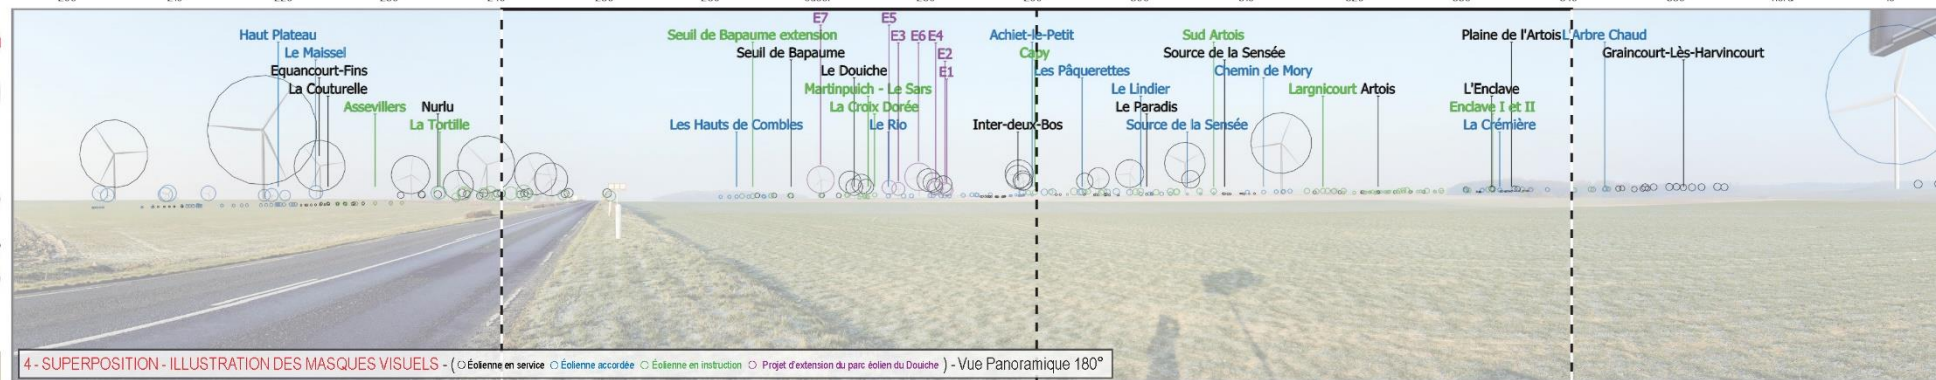 E7 E5
Haut Plateau Seuil de Bapaume extension E3 E6 E4 Achiet-le-Petit Sud Artois Plaine de l'Artois L'Arbre Chaud
Le Maissel Seuil de Bapaume E2 Caby Source de la Sensée Graincourt-Lès-Harvincourt
Equancourt-Fins Le Douiche E1 Les Pâquerettes Chemin de Mory
La Couturelle Martinpuich - Le Sars Le Lindier Largnicourt Artois L'Enclave
Assevillers Nurlu La Croix Dorée Le Paradis Enclave I et II
La Tortille Les Hauts de Combles Le Rio Inter-deux-Bos Source de la Sensée La Crémière
4 - SUPERPOSITION - ILLUSTRATION DES MASQUES VISUELS - ( Éolienne en service Éolienne accordée Éolienne en instruction Projet d'extension du parc éolien du Douiche ) - Vue Panoramique 180°